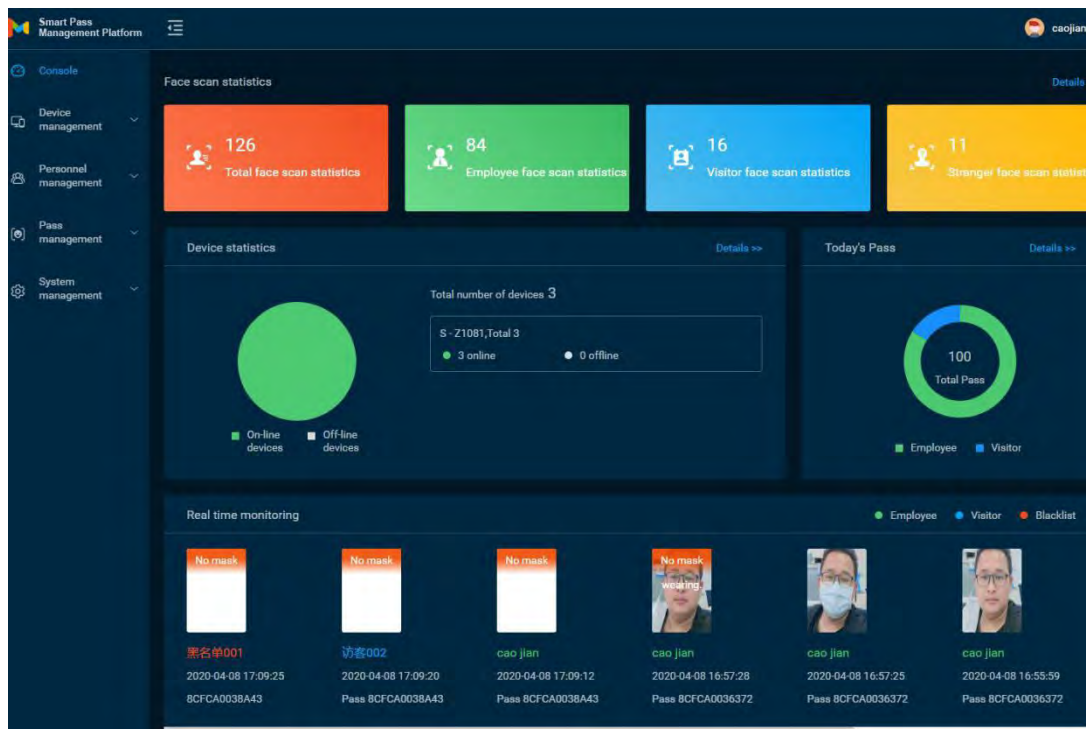 Smart Pass
Management Platform
caojian
Console
Device
management
Personnel
management
Pass
management
System
management
Face scan statistics
Details
126
Total face scan statistics
84
Employee face scan statistics
16
Visitor face scan statistics
11
Stranger face scan statist
Device statistics
Details >>
Total number of devices 3
S - Z1081,Total 3
3 online
0 offline
On-line
devices
Off-line
devices
Today's Pass
Details >>
100
Total Pass
Employee
Visitor
Real time monitoring
Employee
Visitor
Blacklist
No mask
No mask
No mask
No mask
wearing.
黑名单001
访客002
cao jian
cao jian
cao jian
cao jian
2020-04-08 17:09:25
2020-04-08 17:09:20
2020-04-08 17:09:12
2020-04-08 16:57:28
2020-04-08 16:57:25
2020-04-08 16:55:59
8CFCA0038A43
Pass 8CFCA0038A43
Pass 8CFCA0038A43
Pass 8CFCA0036372
Pass 8CFCA0036372
Pass 8CFCA0036372